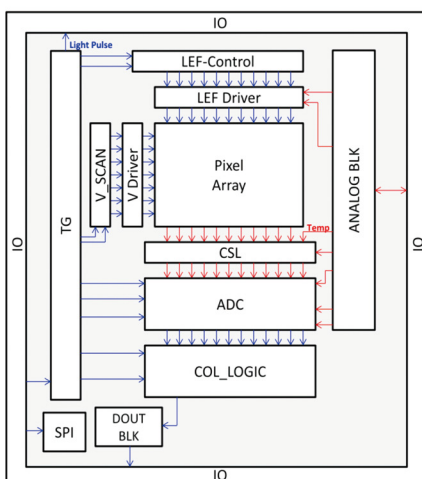 IO
Light Pulse
LEF-Control
LEF Driver
V_SCAN
V Driver
Pixel
Array
ANALOG BLK
TG
IO
IO
Temp
CSL
ADC
COL_LOGIC
SPI
DOUT
BLK
IO